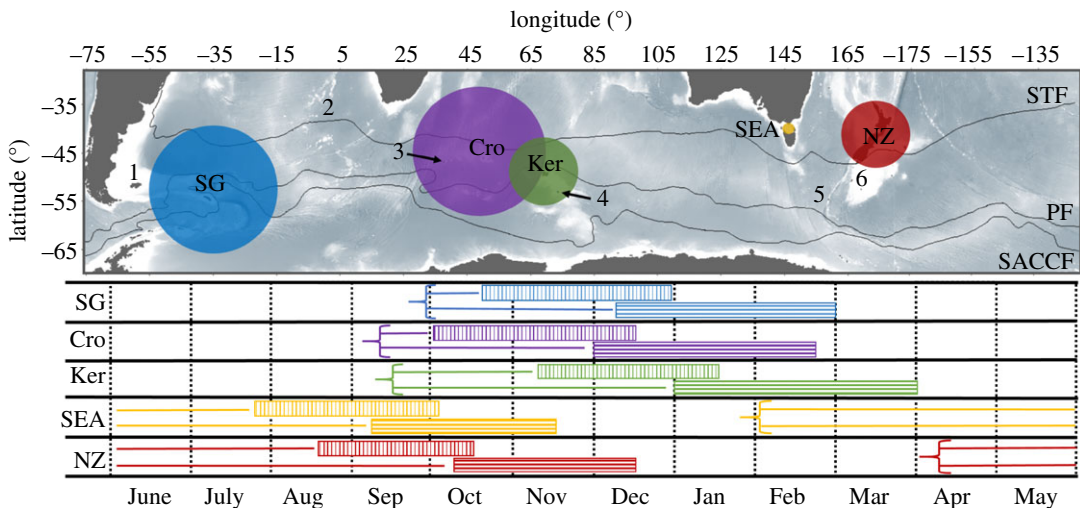 longitude (°)
−75 −55 −35 −15 5 25 45 65 85 105 125 145 165 −175 −155 −135
latitude (°)
−35
−45
−55
−65
1
2
3
4
5
6
SG
Cro
Ker
SEA
NZ
STF
PF
SACCF
SG
Cro
Ker
SEA
NZ
June July Aug Sep Oct Nov Dec Jan Feb Mar Apr May